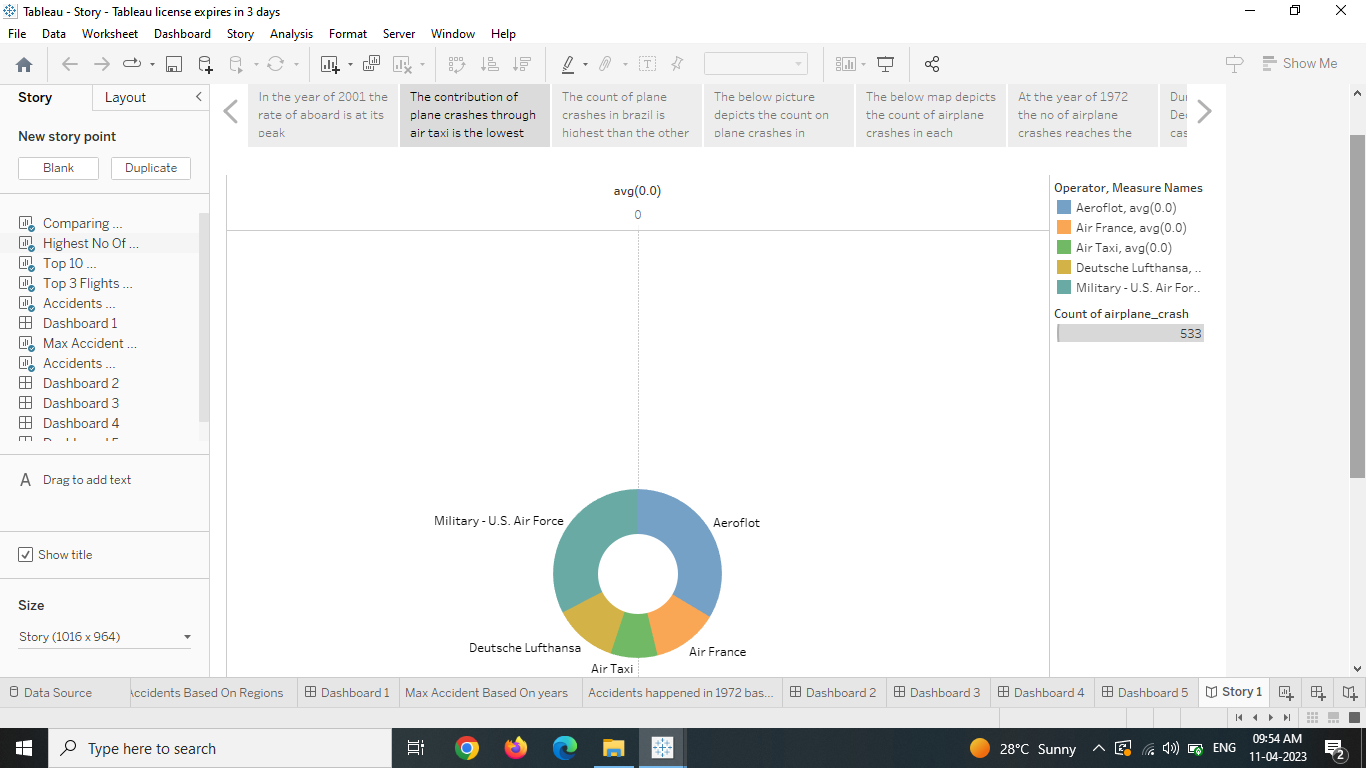 Tableau - Story - Tableau license expires in 3 days
File Data Worksheet Dashboard Story Analysis Format Server Window Help
Show Me
Story Layout
New story point
Blank Duplicate
Comparing ...
Highest No Of ...
Top 10 ...
Top 3 Flights ...
Accidents ...
Dashboard 1
Max Accident ...
Accidents ...
Dashboard 2
Dashboard 3
Dashboard 4
Drag to add text
Show title
Size
Story (1016 x 964)
In the year of 2001 the
rate of aboard is at its
peak
The contribution of
plane crashes through
air taxi is the lowest
The count of plane
crashes in brazil is
highest than the other
The below picture
depicts the count on
plane crashes in
The below map depicts
the count of airplane
crashes in each
At the year of 1972
the no of airplane
crashes reaches the
avg(0.0)
0
Military - U.S. Air Force
Aeroflot
Deutsche Lufthansa
Air France
Air Taxi
Operator, Measure Names
Aeroflot, avg(0.0)
Air France, avg(0.0)
Air Taxi, avg(0.0)
Deutsche Lufthansa, ..
Military - U.S. Air For..
Count of airplane_crash
533
Data Source Accidents Based On Regions Dashboard 1 Max Accident Based On years Accidents happened in 1972 bas... Dashboard 2 Dashboard 3 Dashboard 4 Dashboard 5 Story 1
Type here to search
28°C Sunny
ENG
09:54 AM
11-04-2023
2